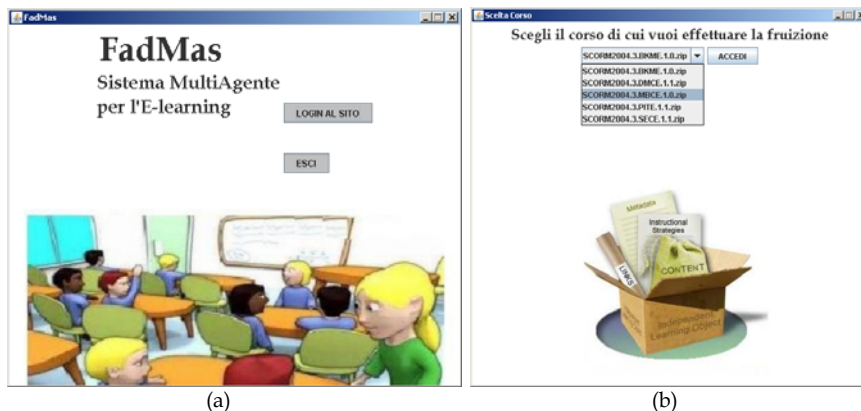 FadMas
FadMas
Sistema MultiAgente
per l'E-learning
LOGIN AL SITO
ESCI
(a)
Scelta Corso
Scegli il corso di cui vuoi effettuare la fruizione
SCORM2004.3.BKME.1.0.zip
ACCEDI
SCORM2004.3.BKME.1.0.zip
SCORM2004.3.DMCE.1.1.zip
SCORM2004.3.MBCE.1.0.zip
SCORM2004.3.PITE.1.1.zip
SCORM2004.3.SECE.1.1.zip
Metadata
Instructional
Strategies
LINKS
CONTENT
Independent
Learning Object
(b)